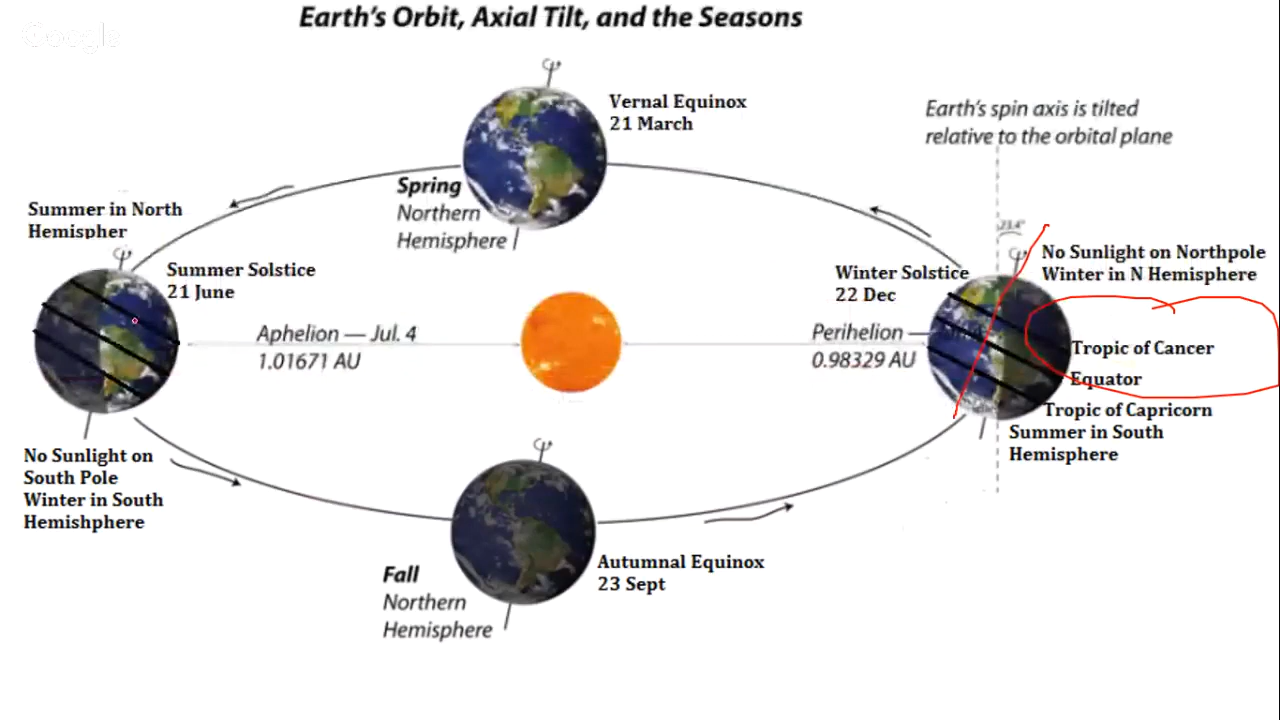 Google
Earth's Orbit, Axial Tilt, and the Seasons
Vernal Equinox
21 March
Earth's spin axis is tilted
relative to the orbital plane
Spring
Northern
Hemisphere
Summer in North
Hemispher
23.4°
No Sunlight on Northpole
Winter in N Hemisphere
Summer Solstice
21 June
Winter Solstice
22 Dec
Aphelion — Jul. 4
1.01671 AU
Perihelion —
0.98329 AU
Tropic of Cancer
Equator
Tropic of Capricorn
Summer in South
Hemisphere
No Sunlight on
South Pole
Winter in South
Hemishphere
Autumnal Equinox
23 Sept
Fall
Northern
Hemisphere